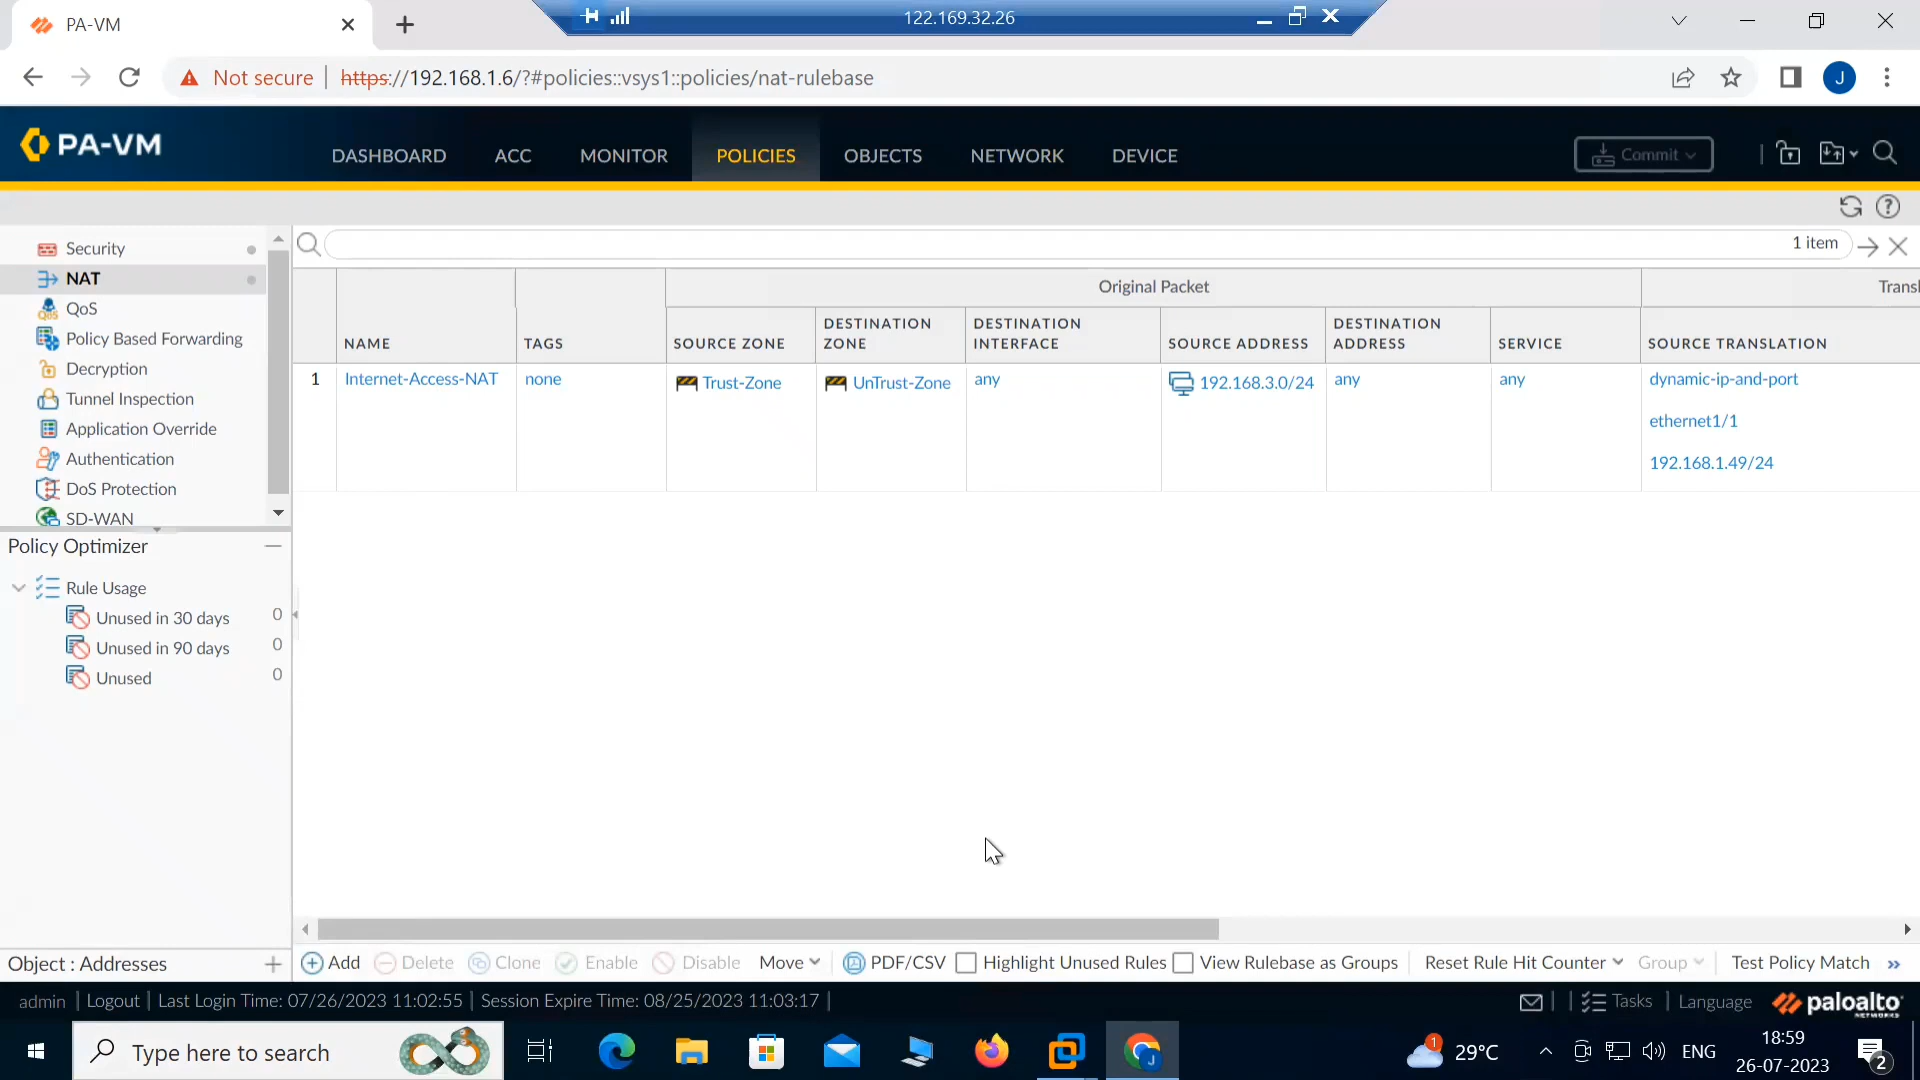 PA-VM
122.169.32.26
Not secure
https://192.168.1.6/?#policies::vsys1::policies/nat-rulebase
J
PA-VM
DASHBOARD
ACC
MONITOR
POLICIES
OBJECTS
NETWORK
DEVICE
Commit
Security
NAT
QoS
Policy Based Forwarding
Decryption
Tunnel Inspection
Application Override
Authentication
DoS Protection
SD-WAN
1 item
Original Packet
Transl
NAME
TAGS
SOURCE ZONE
DESTINATION
ZONE
DESTINATION
INTERFACE
SOURCE ADDRESS
DESTINATION
ADDRESS
SERVICE
SOURCE TRANSLATION
1
Internet-Access-NAT
none
Trust-Zone
UnTrust-Zone
any
192.168.3.0/24
any
any
dynamic-ip-and-port
ethernet1/1
192.168.1.49/24
Policy Optimizer
Rule Usage
Unused in 30 days 0
Unused in 90 days 0
Unused 0
Object : Addresses
Add
Delete
Clone
Enable
Disable
Move
PDF/CSV
Highlight Unused Rules
View Rulebase as Groups
Reset Rule Hit Counter
Group
Test Policy Match
admin | Logout | Last Login Time: 07/26/2023 11:02:55 | Session Expire Time: 08/25/2023 11:03:17 |
Tasks
Language
paloalto
NETWORKS
Type here to search
J
1
29°C
ENG
18:59
26-07-2023
2